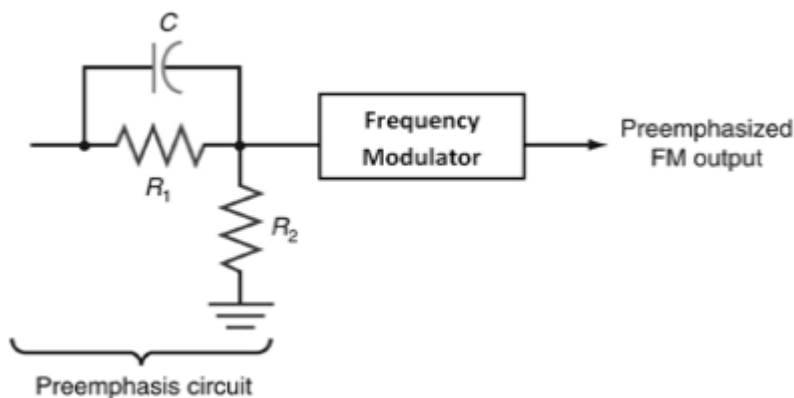 C
Frequency
Modulator
Preemphasized
FM output
R1
R2
Preemphasis circuit